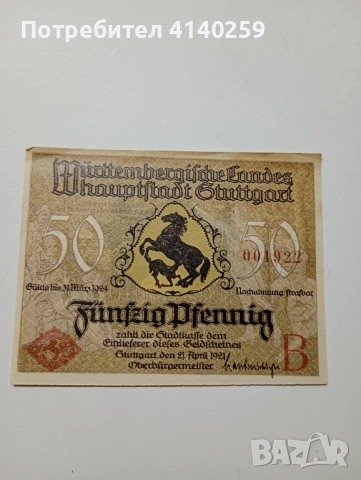 Потребител 4140259
Württembergische Landes
hauptstadt Stuttgart
50 50
001922
Gültig bis 31. März 1924 Nachahmung strafbar
Fünfzig Pfennig
zahlt die Stadtkasse dem
Einlieferer dieses Geldscheines
Stuttgart den 21. April 1921
Oberbürgermeister
B
BAZAR